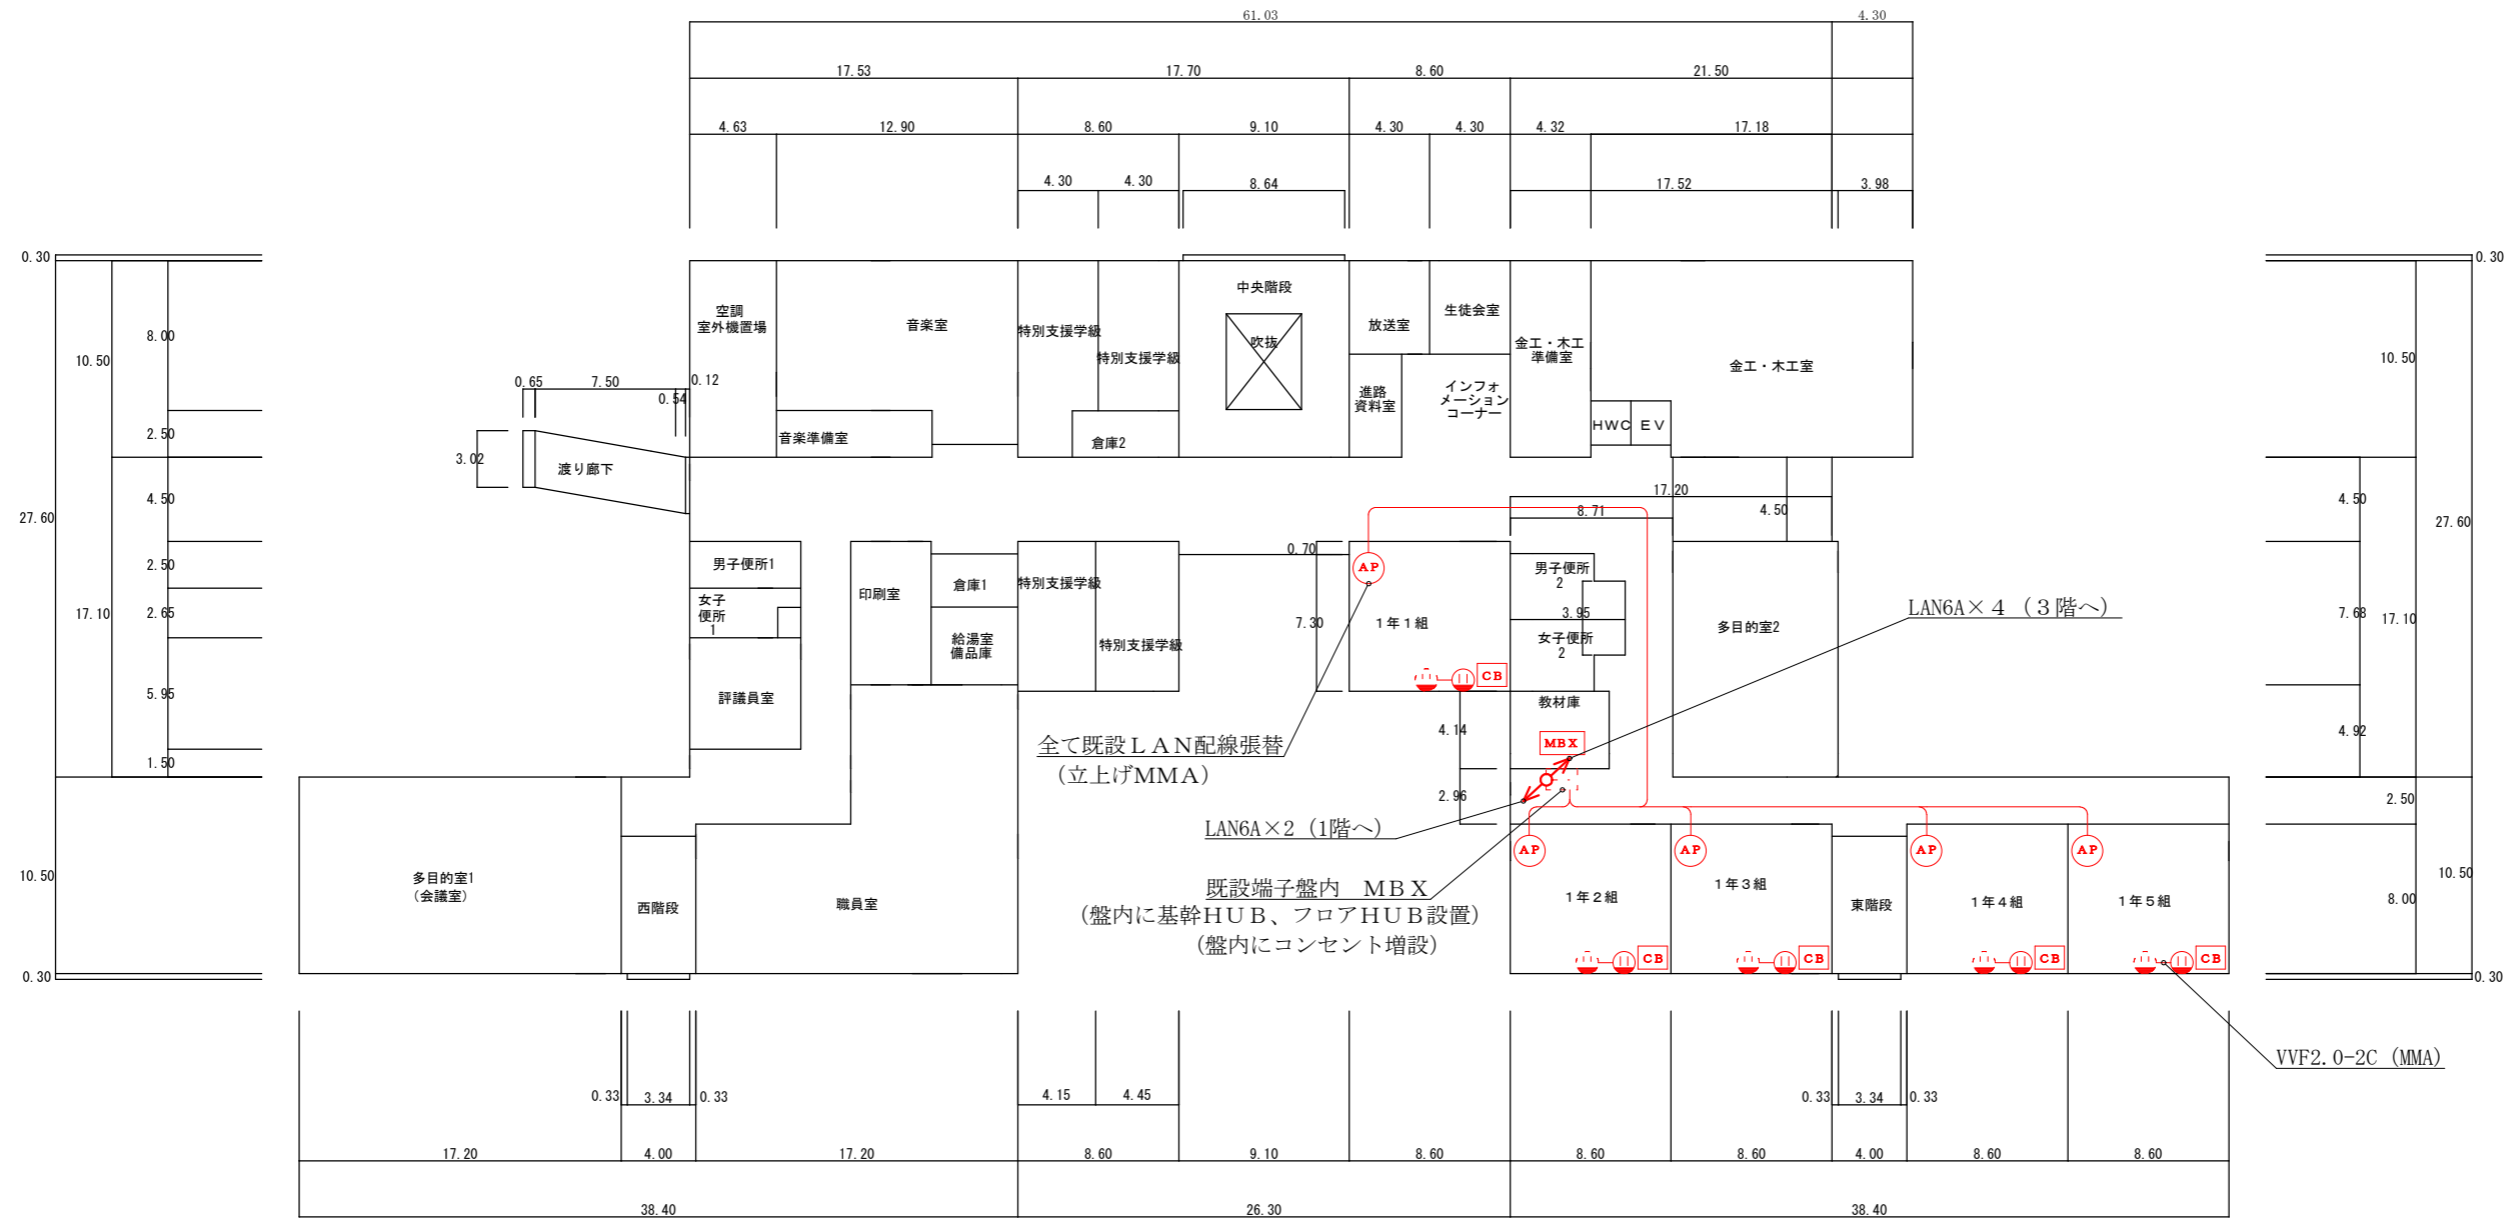 61.03
4.30
17.53
17.70
8.60
21.50
4.63
12.90
8.60
9.10
4.30
4.30
4.32
17.18
4.30
4.30
8.64
17.52
3.98
0.30
0.30
空調
室外機置場
音楽室
特別支援学級
特別支援学級
中央階段
吹抜
放送室
生徒会室
金工・木工
準備室
金工・木工室
進路
資料室
インフォ
メーション
コーナー
HWC
EV
音楽準備室
倉庫2
8.00
10.50
2.50
4.50
27.60
2.50
17.10
2.65
5.95
1.50
10.50
0.30
0.65
7.50
0.12
0.54
3.02
渡り廊下
10.50
4.50
27.60
7.68
17.10
4.92
2.50
10.50
8.00
0.30
17.20
8.71
4.50
0.70
7.30
3.95
4.14
2.96
男子便所1
女子
便所
1
評議員室
印刷室
倉庫1
給湯室
備品庫
特別支援学級
特別支援学級
AP
1年1組
CB
男子便所
2
女子便所
2
教材庫
MBX
多目的室2
LAN6A×4（3階へ）
全て既設LAN配線張替
（立上げMMA）
LAN6A×2（1階へ）
既設端子盤内　MBX
（盤内に基幹HUB、フロアHUB設置）
（盤内にコンセント増設）
多目的室1
（会議室）
西階段
職員室
AP
AP
AP
AP
1年2組
1年3組
東階段
1年4組
1年5組
CB
CB
CB
CB
VVF2.0-2C（MMA）
0.33
3.34
0.33
4.15
4.45
0.33
3.34
0.33
17.20
4.00
17.20
8.60
9.10
8.60
8.60
8.60
4.00
8.60
8.60
38.40
26.30
38.40